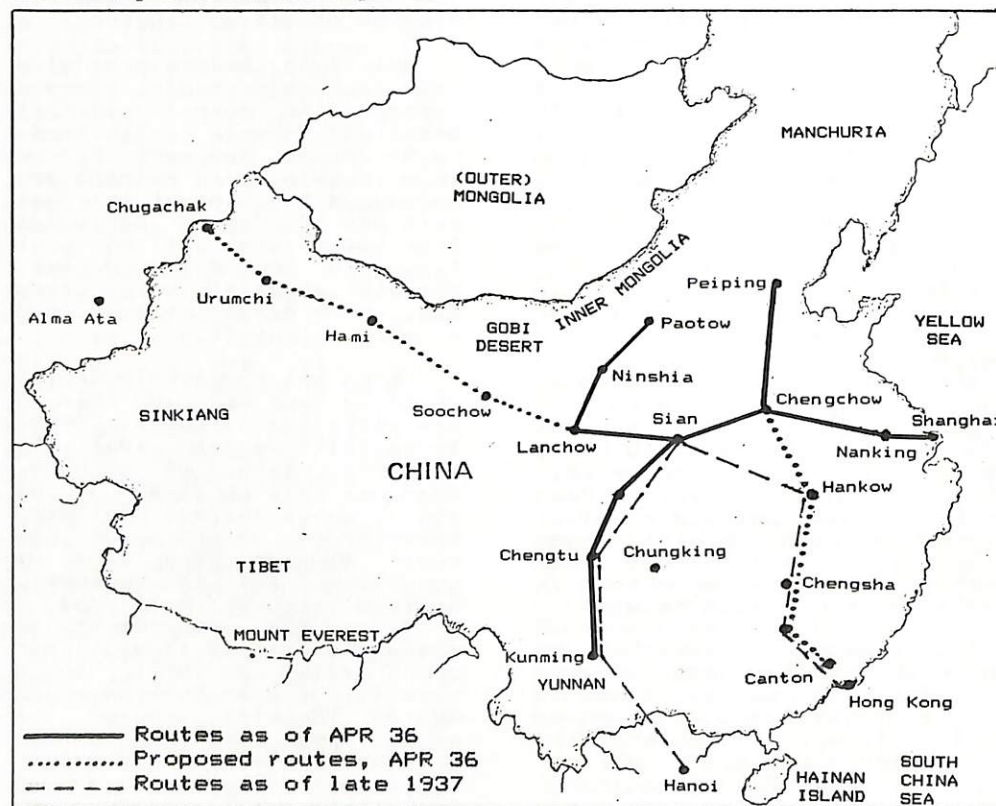 MANCHURIA
(OUTER)
MONGOLIA
Chugachak
INNER MONGOLIA
Peiping
Urumchi
Alma Ata
Hami
GOBI
DESERT
Paotow
YELLOW
SEA
Ninshia
Soochow
Chengchow
SINKIANG
Sian
Shanghai
Lanchow
Nanking
CHINA
Hankow
Chengtu
Chungking
TIBET
Chengsha
MOUNT EVEREST
Kunming
YUNNAN
Canton
Hong Kong
Routes as of APR 36
Proposed routes, APR 36
Routes as of late 1937
Hanoi
HAINAN
ISLAND
SOUTH
CHINA
SEA